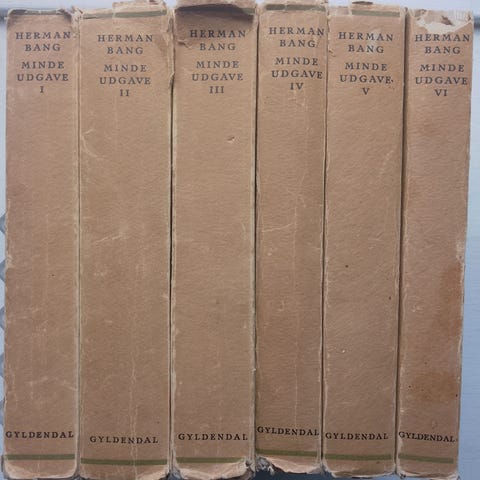 HERMAN
BANG
MINDE
UDGAVE
I
GYLDENDAL
HERMAN
BANG
MINDE
UDGAVE
II
GYLDENDAL
HERMAN
BANG
MINDE
UDGAVE
III
GYLDENDAL
HERMAN
BANG
MINDE
UDGAVE
IV
GYLDENDAL
HERMAN
BANG
MINDE
UDGAVE
V
GYLDENDAL
HERMAN
BANG
MINDE
UDGAVE
VI
GYLDENDAL